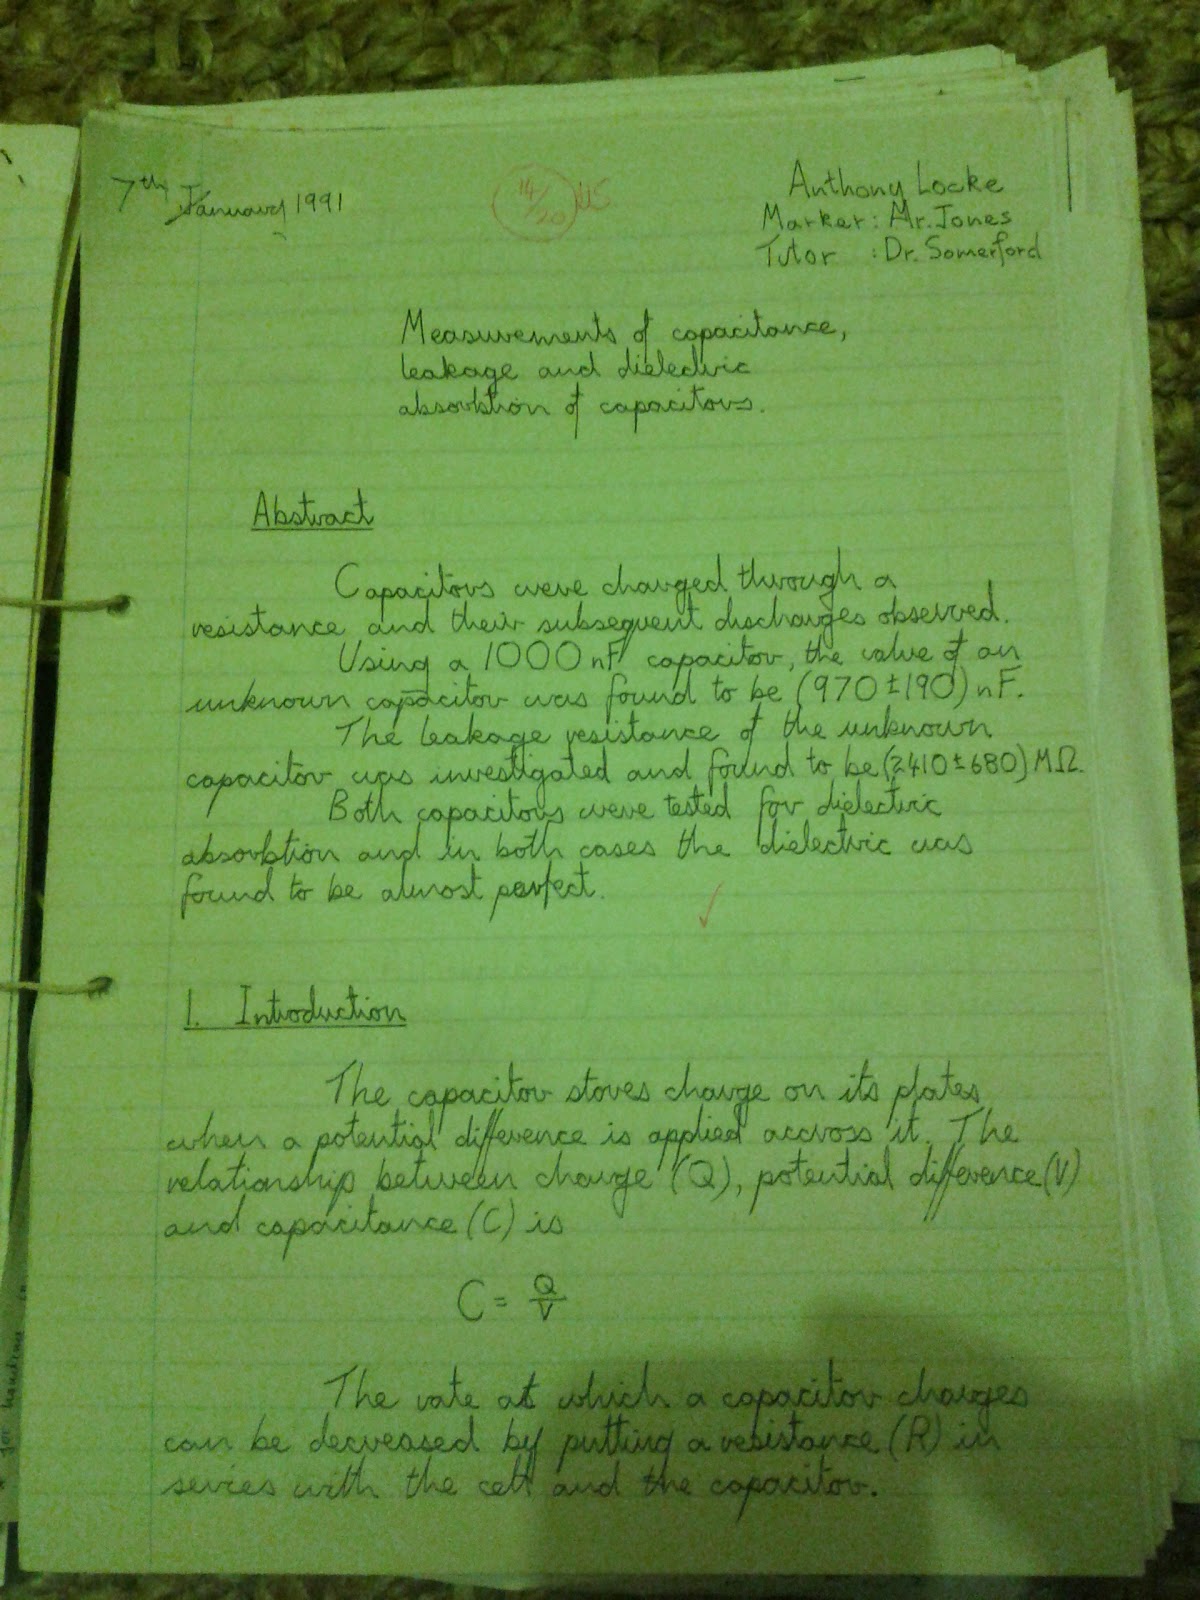 7th January 1991
14/20
Anthony Locke
Marker: Mr. Jones
Tutor : Dr. Somerford
Measurements of capacitance,
leakage and dielectric
absorbtion of capacitors.
Abstract
Capacitors were charged through a
resistance and their subsequent discharges observed.
Using a 1000 nF capacitor, the value of an
unknown capacitor was found to be (970±190) nF.
The leakage resistance of the unknown
capacitor was investigated and found to be (2410±680) MΩ.
Both capacitors were tested for dielectric
absorbtion and in both cases the dielectric was
found to be almost perfect.
1. Introduction
The capacitor stores charge on its plates
when a potential difference is applied accross it. The
relationship between charge (Q), potential difference (V)
and capacitance (C) is
C = Q/V
The rate at which a capacitor charges
can be decreased by putting a resistance (R) in
series with the cell and the capacitor.